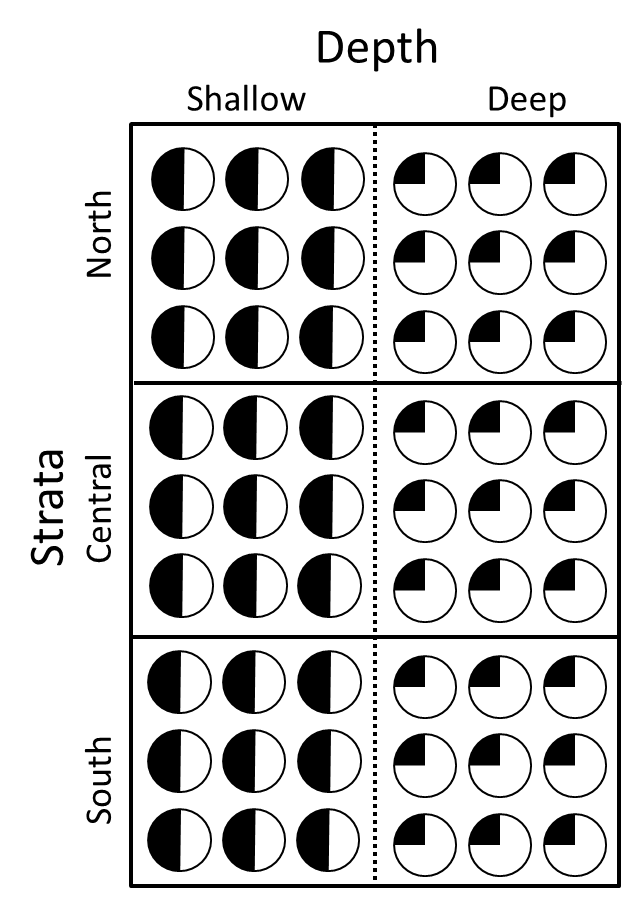 Depth
Shallow
Deep
North
Strata
Central
South